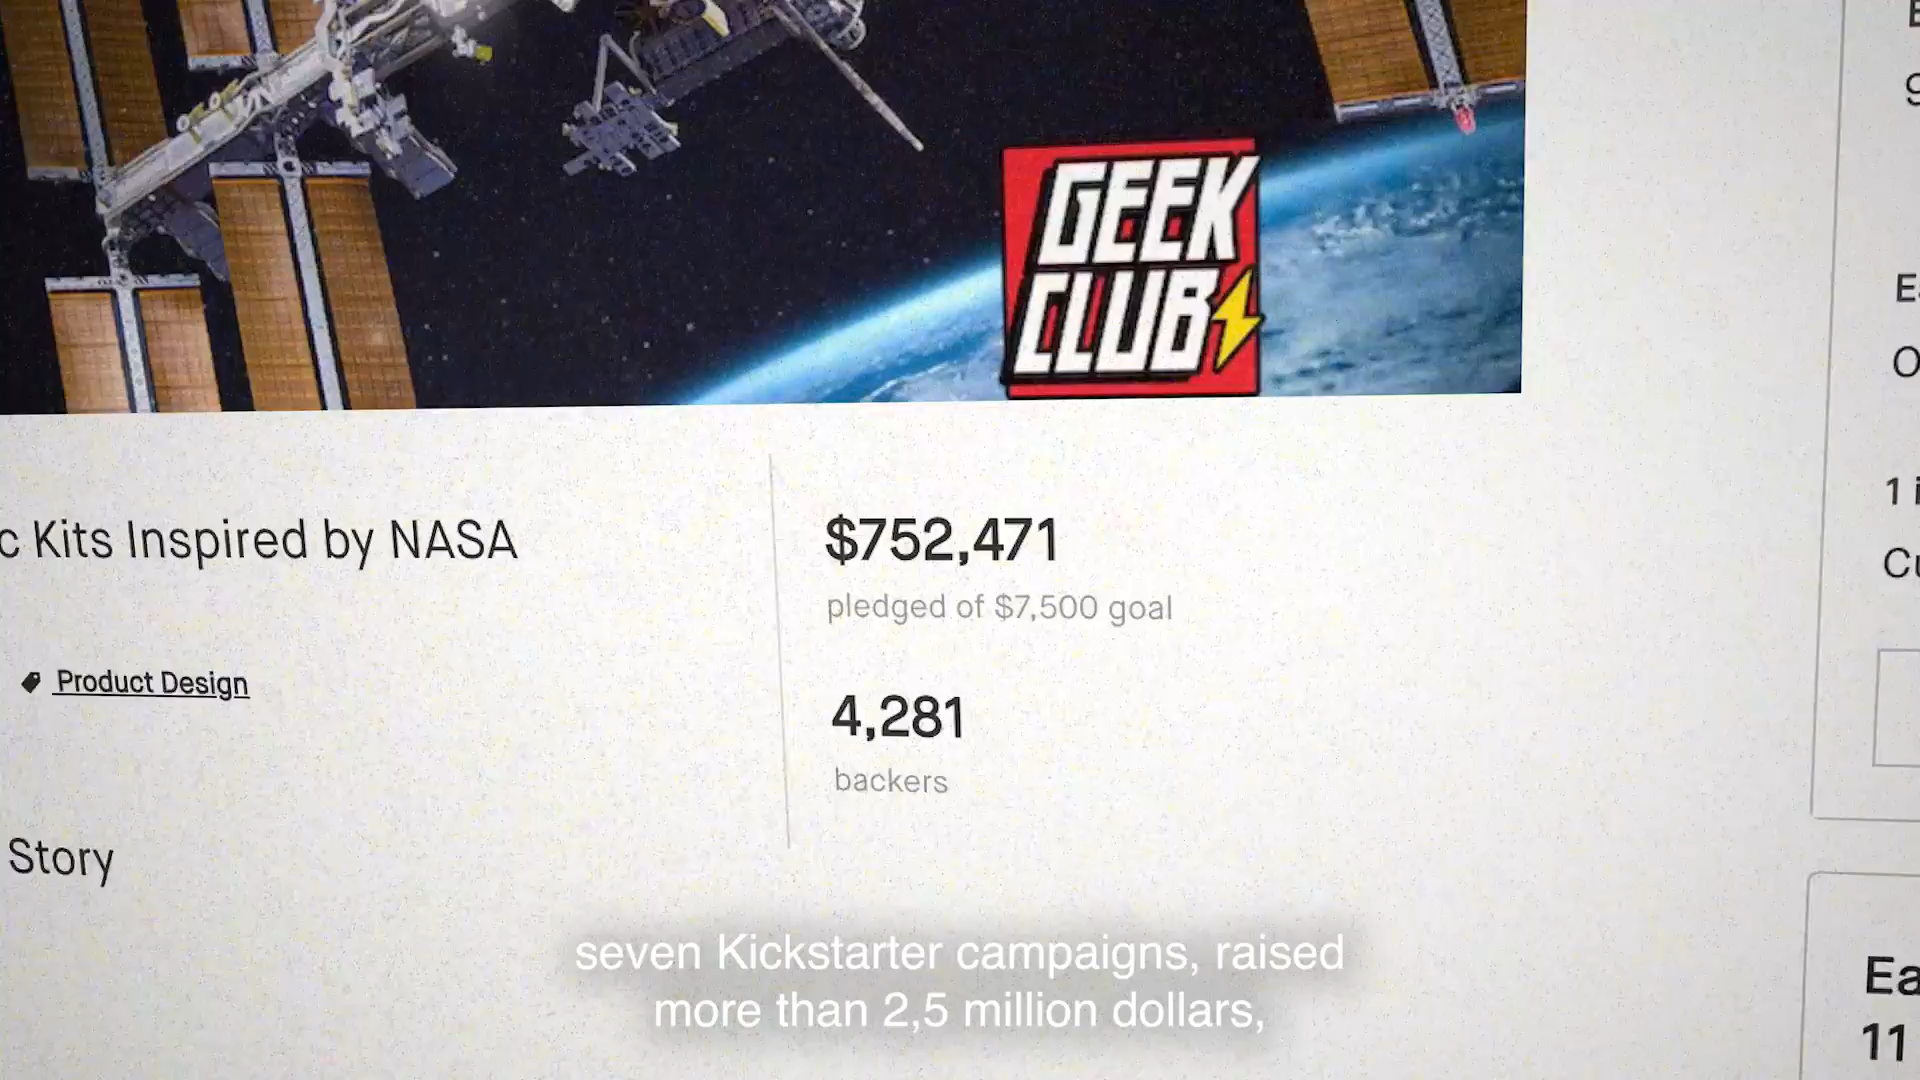 GEEK
CLUB
c Kits Inspired by NASA
$752,471
pledged of $7,500 goal
Product Design
4,281
backers
Story
1
11
seven Kickstarter campaigns, raised
more than 2,5 million dollars,